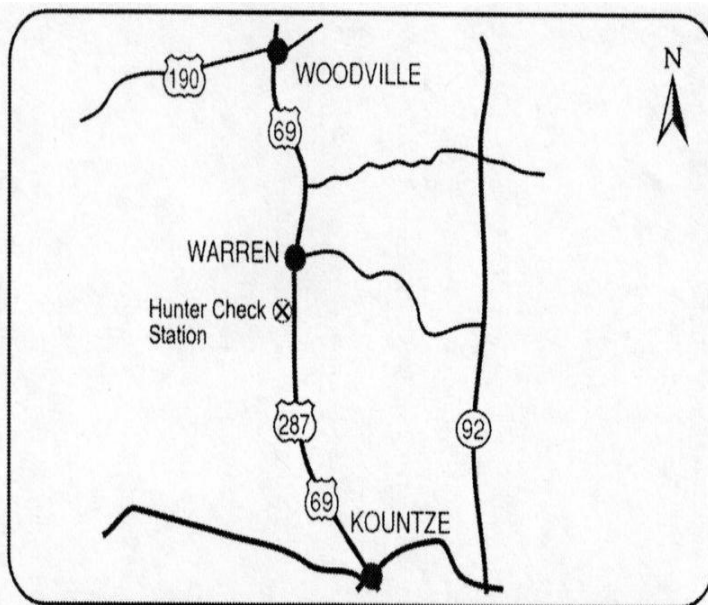 WOODVILLE
N
190
69
WARREN
Hunter Check
Station
287
92
69
KOUNTZE